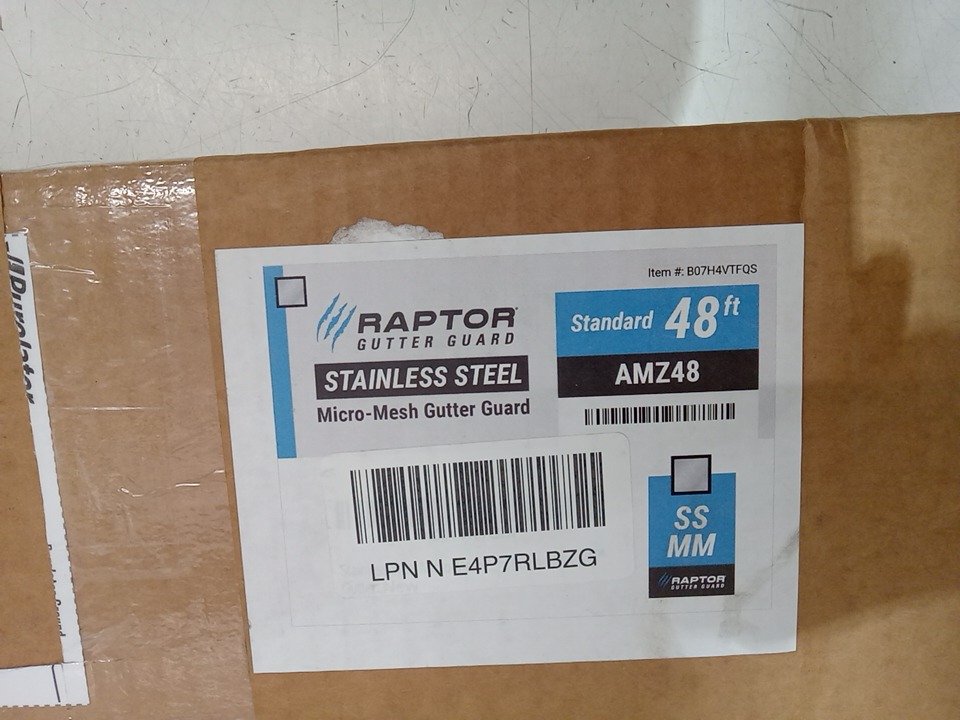 Purolator
Item #: B07H4VTFQS
RAPTOR
GUTTER GUARD
STAINLESS STEEL
Micro-Mesh Gutter Guard
Standard 48 ft
AMZ48
LPN N E4P7RLBZG
SS
MM
RAPTOR
GUTTER GUARD